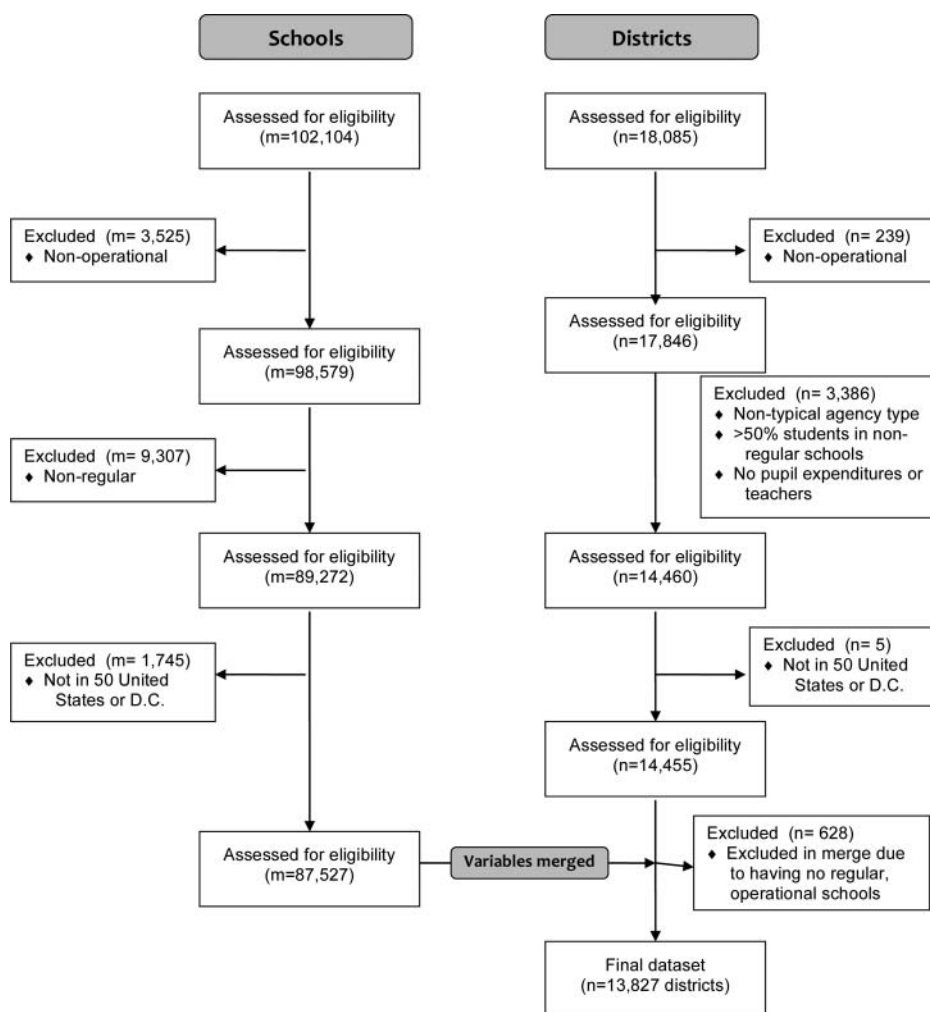 Schools
Districts
Assessed for eligibility
(m=102,104)
Assessed for eligibility
(n=18,085)
Excluded (m= 3,525)
♦ Non-operational
Excluded (n= 239)
♦ Non-operational
Assessed for eligibility
(m=98,579)
Assessed for eligibility
(n=17,846)
Excluded (n= 3,386)
♦ Non-typical agency type
♦ >50% students in non-
regular schools
♦ No pupil expenditures or
teachers
Excluded (m= 9,307)
♦ Non-regular
Assessed for eligibility
(m=89,272)
Assessed for eligibility
(n=14,460)
Excluded (m= 1,745)
♦ Not in 50 United
States or D.C.
Excluded (n= 5)
♦ Not in 50 United
States or D.C.
Assessed for eligibility
(n=14,455)
Assessed for eligibility
(m=87,527)
Variables merged
Excluded (n= 628)
♦ Excluded in merge due
to having no regular,
operational schools
Final dataset
(n=13,827 districts)